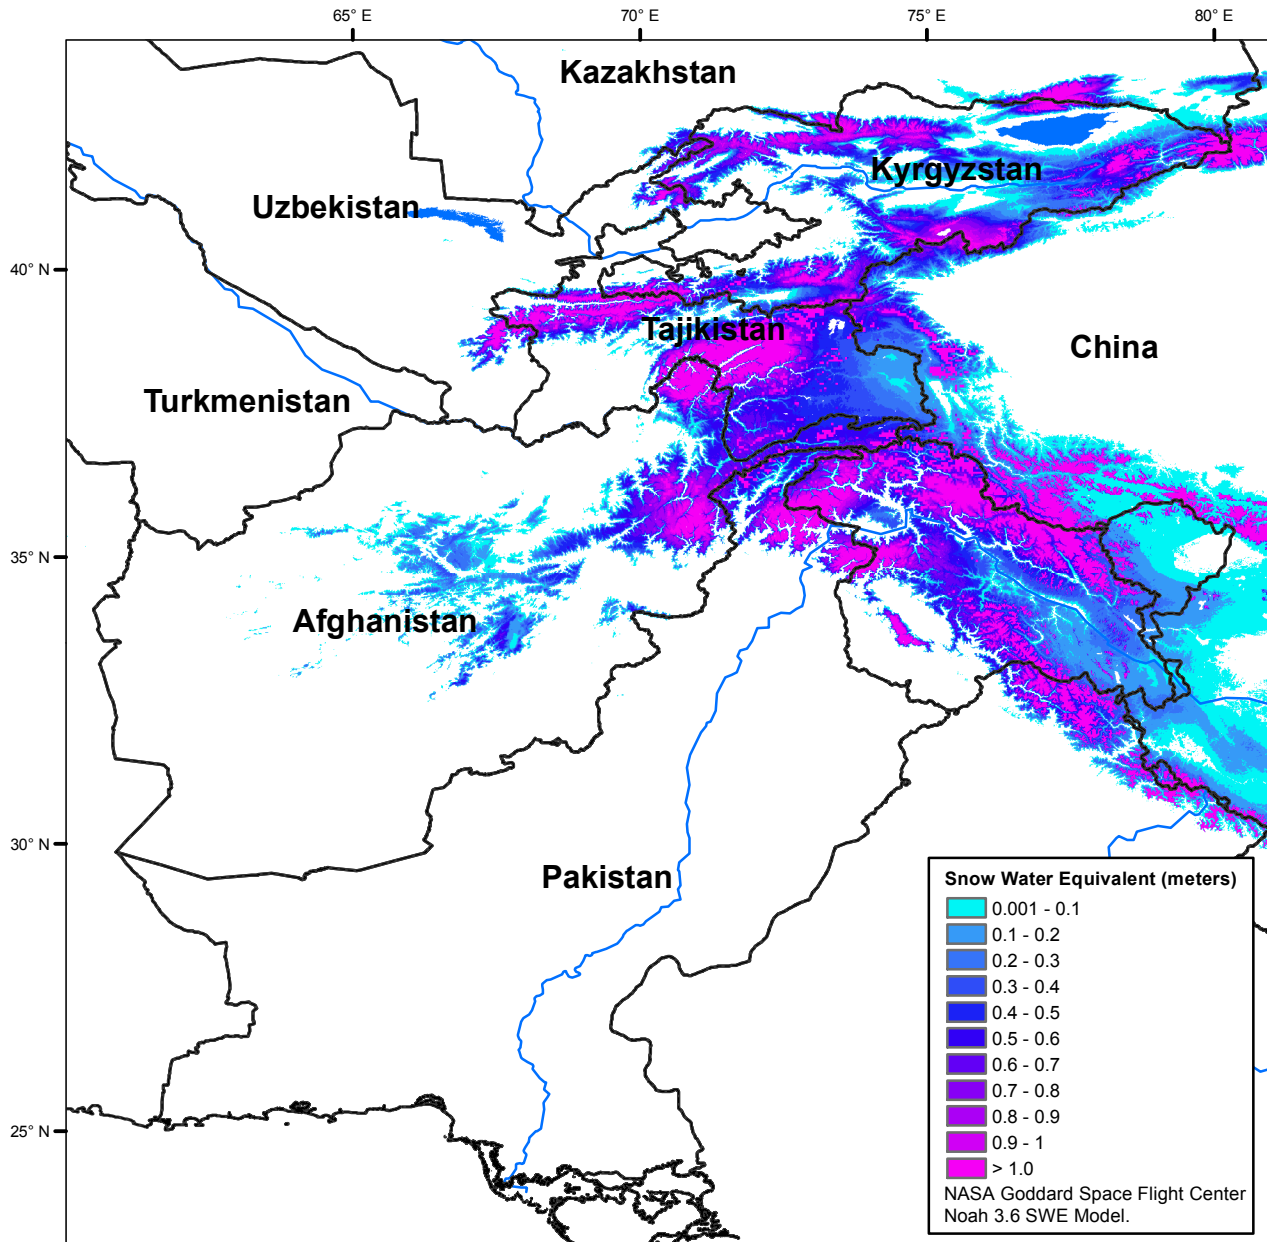 65° E
70° E
75° E
80° E
Kazakhstan
Kyrgyzstan
Uzbekistan
40° N
Tajikistan
China
Turkmenistan
35° N
Afghanistan
30° N
Pakistan
25° N
Snow Water Equivalent (meters)
0.001 - 0.1
0.1 - 0.2
0.2 - 0.3
0.3 - 0.4
0.4 - 0.5
0.5 - 0.6
0.6 - 0.7
0.7 - 0.8
0.8 - 0.9
0.9 - 1
> 1.0
NASA Goddard Space Flight Center
Noah 3.6 SWE Model.